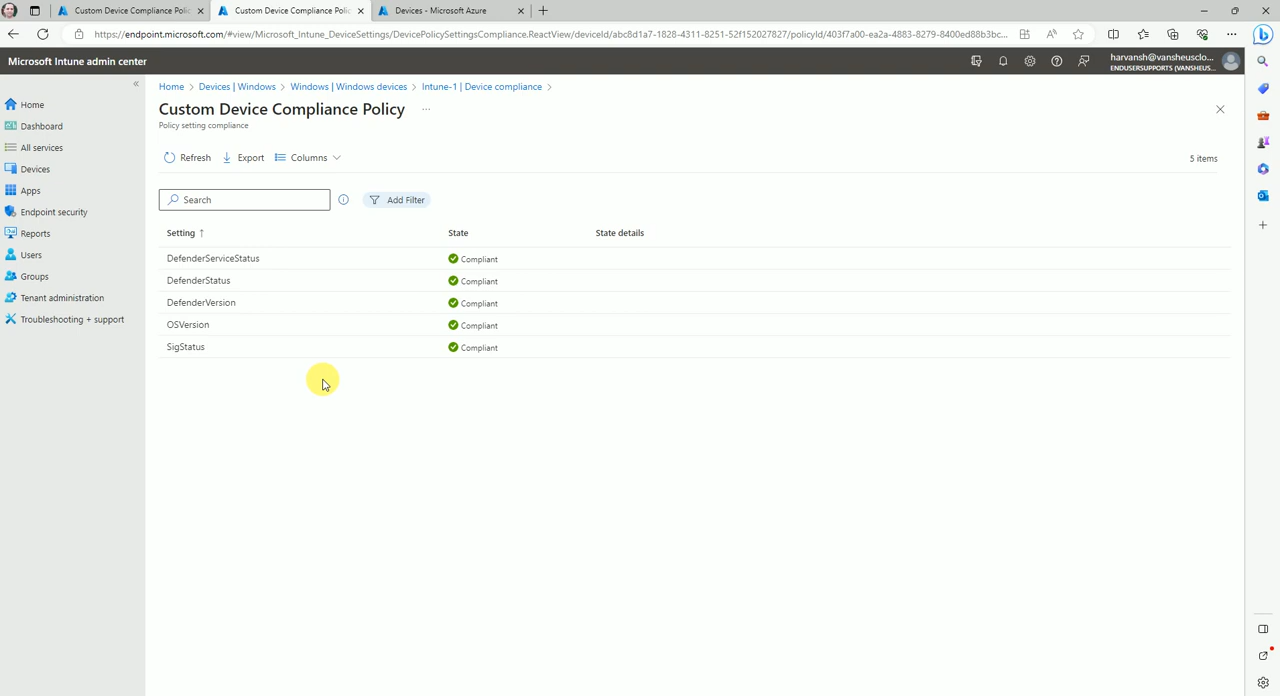 Custom Device Compliance Polic
Custom Device Compliance Polic
Devices - Microsoft Azure
https://endpoint.microsoft.com/#view/Microsoft_Intune_DeviceSettings/DevicePolicySettingsCompliance.ReactView/deviceId/abc8d1a7-1828-4311-8251-52f152027827/policyId/403f7a00-ea2a-4883-8279-8400ed88b3bc...
Microsoft Intune admin center
harvansh@vansheusclo...
ENDUSERSUPPORTS (VANSHEUS...
Home
Dashboard
All services
Devices
Apps
Endpoint security
Reports
Users
Groups
Tenant administration
Troubleshooting + support
Home > Devices | Windows > Windows | Windows devices > Intune-1 | Device compliance >
Custom Device Compliance Policy ...
Policy setting compliance
Refresh Export Columns
5 items
Search
Add Filter
Setting ↑ State State details
DefenderServiceStatus Compliant
DefenderStatus Compliant
DefenderVersion Compliant
OSVersion Compliant
SigStatus Compliant